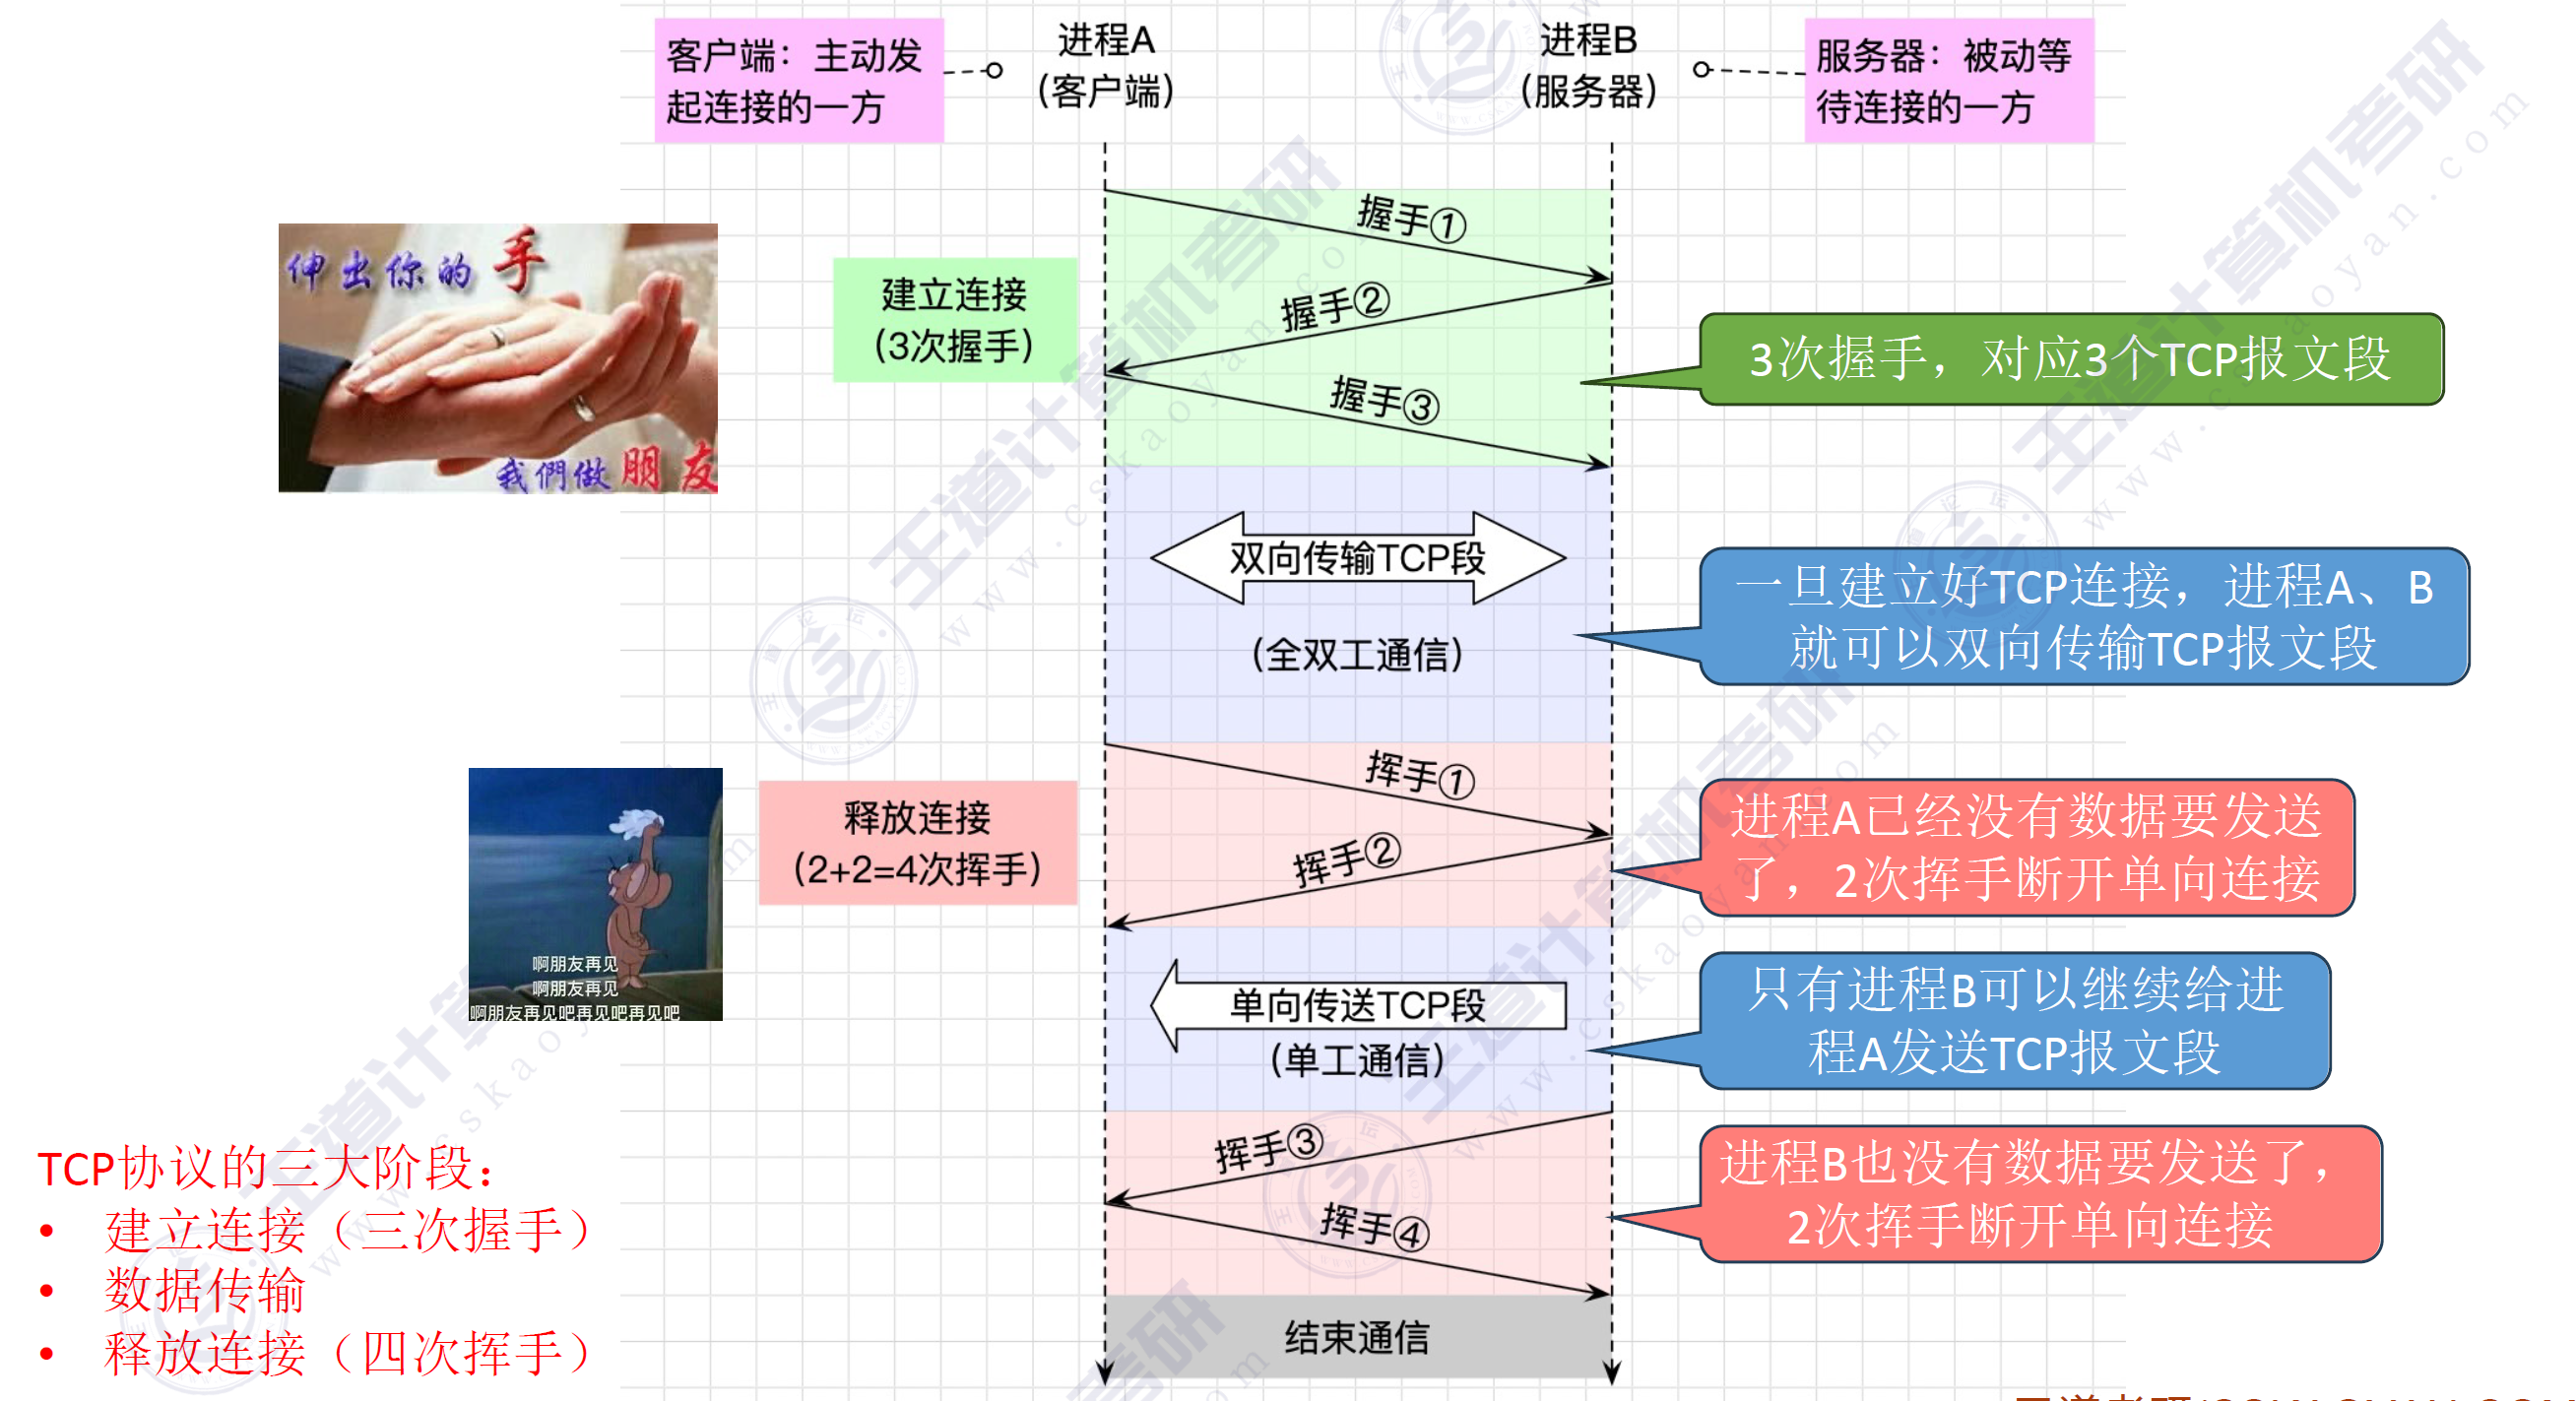 客户端：主动发
起连接的一方
进程A
(客户端)
进程B
(服务器)
服务器：被动等
待连接的一方
握手①
握手②
握手③
伸出你的手
我們做朋友
建立连接
(3次握手)
3次握手，对应3个TCP报文段
双向传输TCP段
(全双工通信)
一旦建立好TCP连接，进程A、B
就可以双向传输TCP报文段
挥手①
挥手②
释放连接
(2+2=4次挥手)
进程A已经没有数据要发送
了，2次挥手断开单向连接
啊朋友再见
啊朋友再见
啊朋友再见吧再见吧再见吧
单向传送TCP段
(单工通信)
只有进程B可以继续给进
程A发送TCP报文段
挥手③
挥手④
进程B也没有数据要发送了，
2次挥手断开单向连接
TCP协议的三大阶段：
• 建立连接（三次握手）
• 数据传输
• 释放连接（四次挥手）
结束通信
王道计算机考研
www.cskaoyan.com